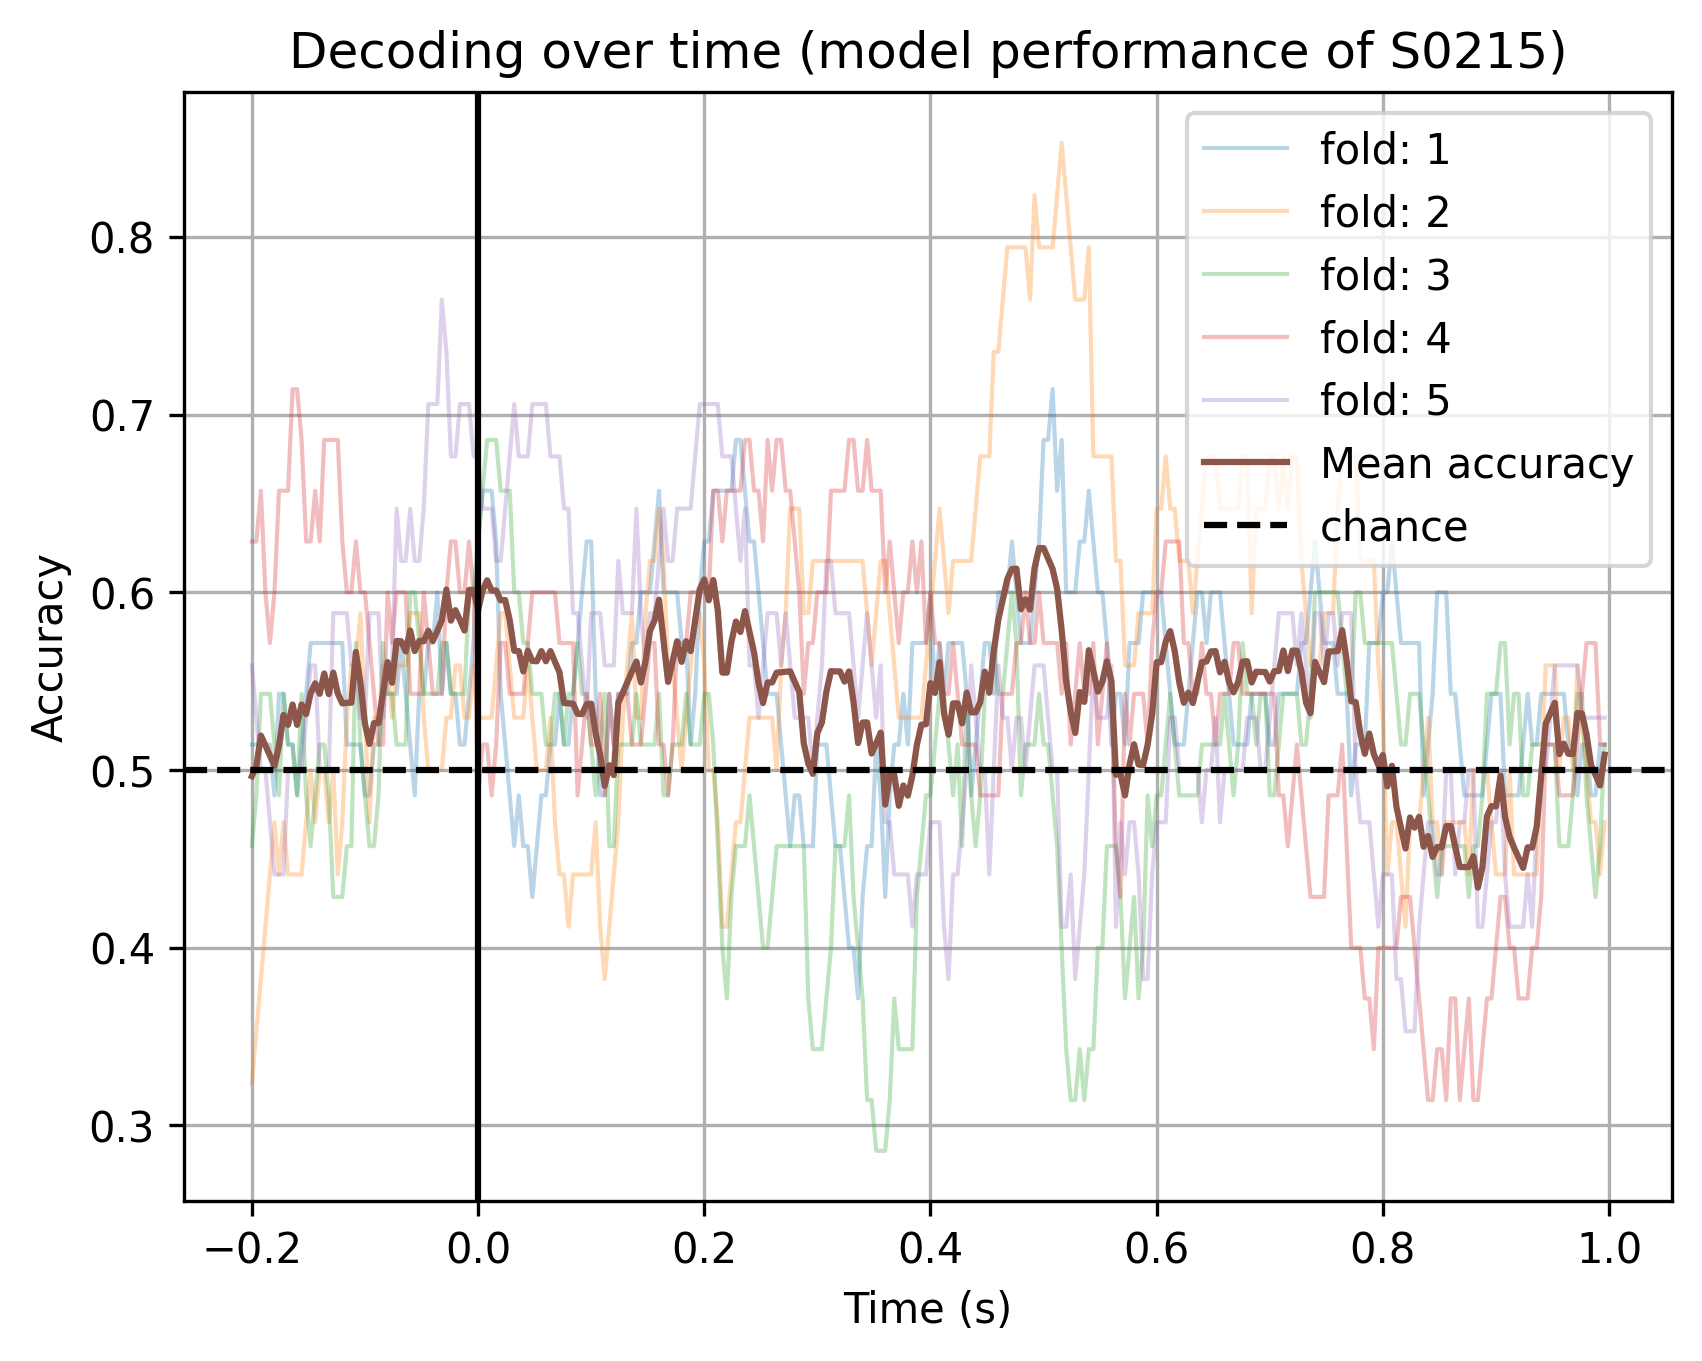 Decoding over time (model performance of S0215)
fold: 1
fold: 2
fold: 3
fold: 4
fold: 5
Mean accuracy
chance
Accuracy
0.8
0.7
0.6
0.5
0.4
0.3
−0.2 0.0 0.2 0.4 0.6 0.8 1.0
Time (s)